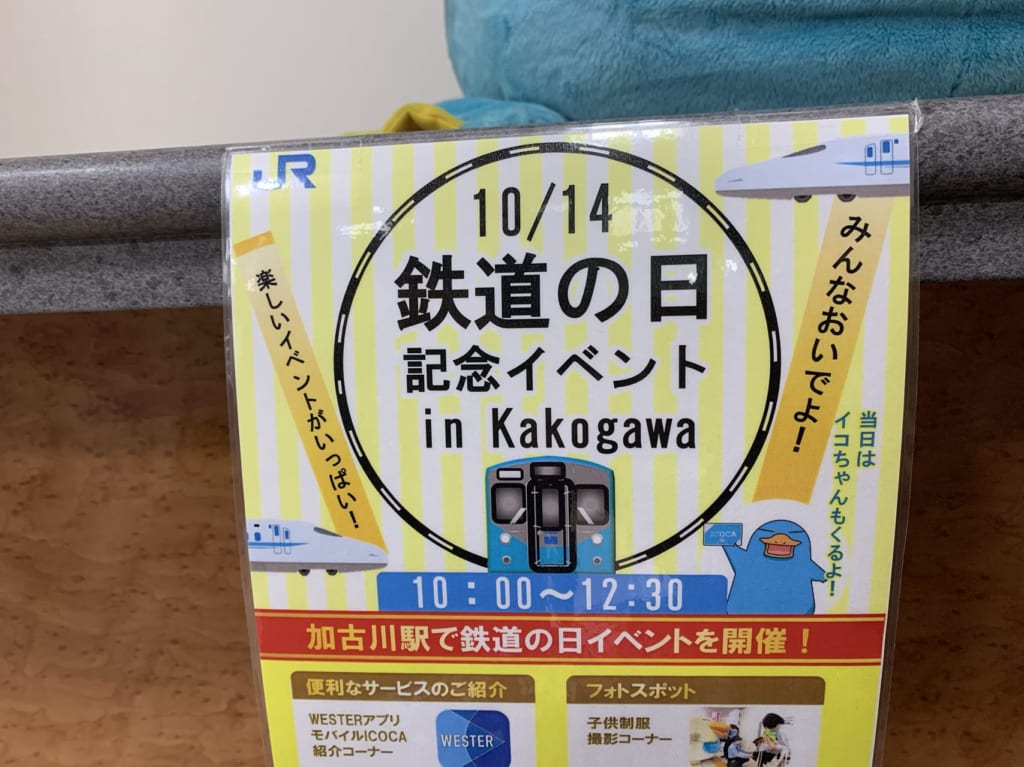 JR
10/14
鉄道の日
記念イベント
in Kakogawa
楽しいイベントがいっぱい!
みんなおいでよ!
当日は
イコちゃんもくるよ!
ICOCA
10:00~12:30
加古川駅で鉄道の日イベントを開催!
便利なサービスのご紹介
WESTERアプリ
モバイルICOCA
紹介コーナー
WESTER
フォトスポット
子供制服
撮影コーナー